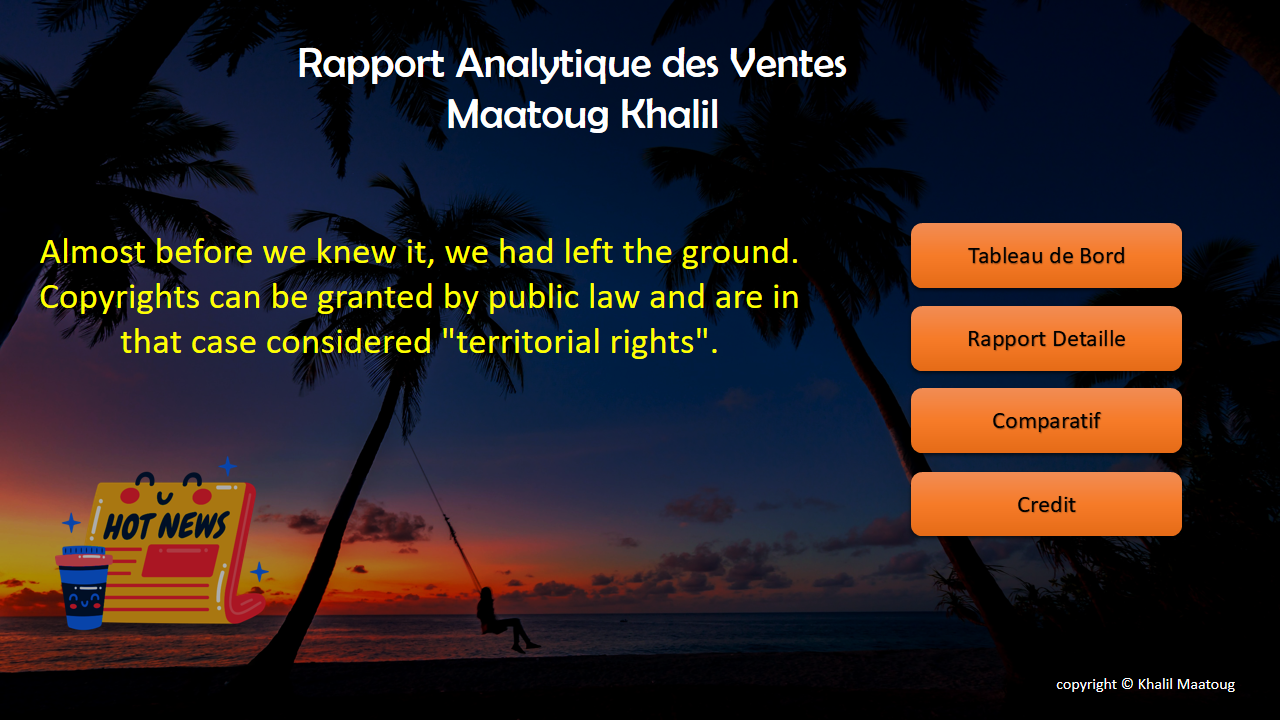 Rapport Analytique des Ventes
Maatoug Khalil
Almost before we knew it, we had left the ground.
Copyrights can be granted by public law and are in
that case considered "territorial rights".
Tableau de Bord
Rapport Detaille
Comparatif
Credit
HOT NEWS
copyright © Khalil Maatoug